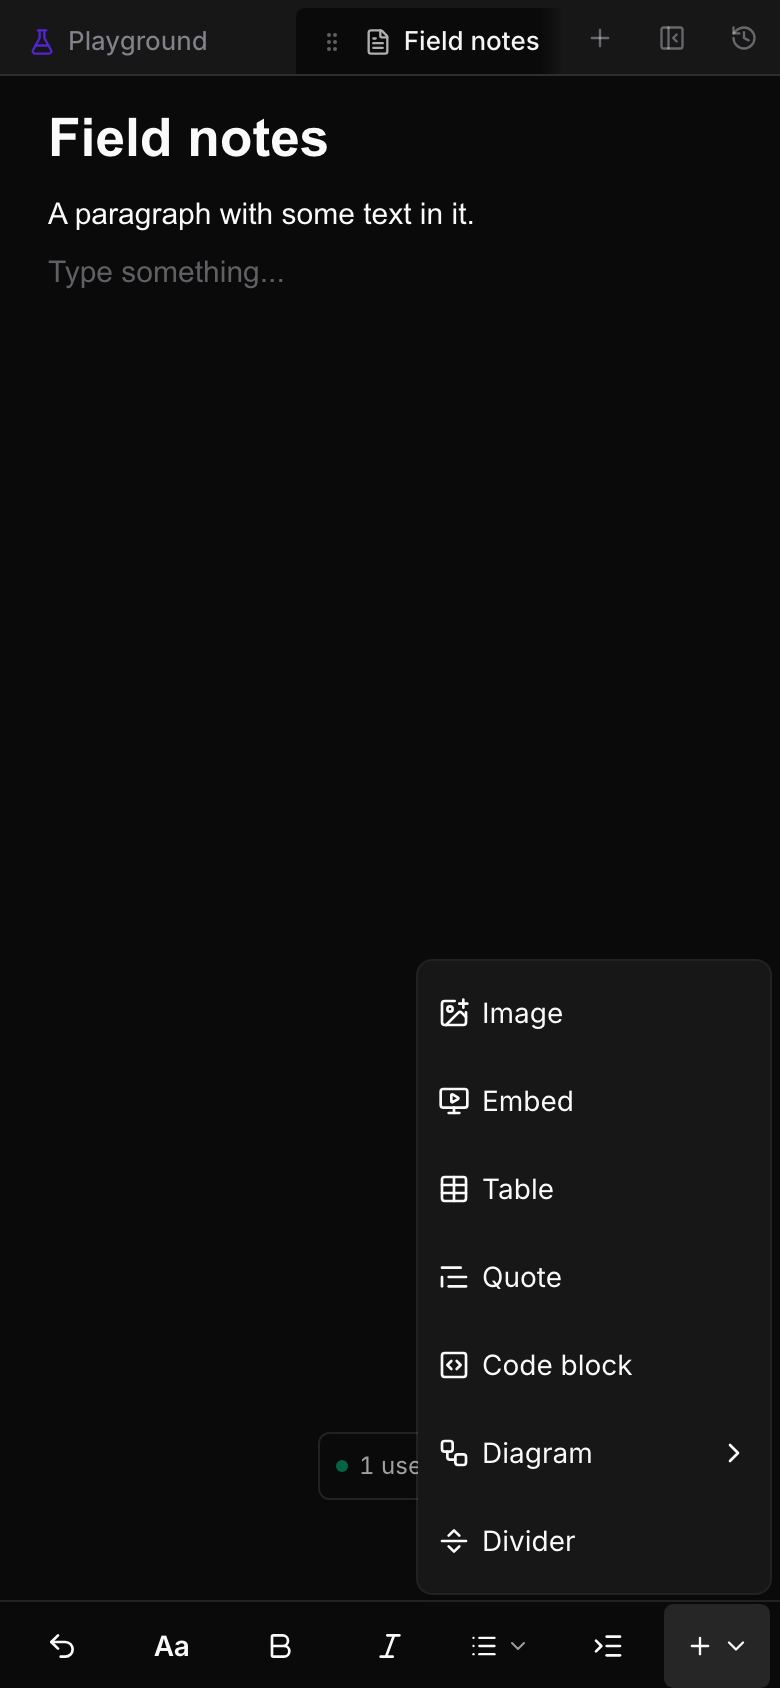 Playground
Field notes
Field notes
A paragraph with some text in it.
Type something...
Image
Embed
Table
Quote
Code block
1 use
Diagram
Divider
Aa
B
I